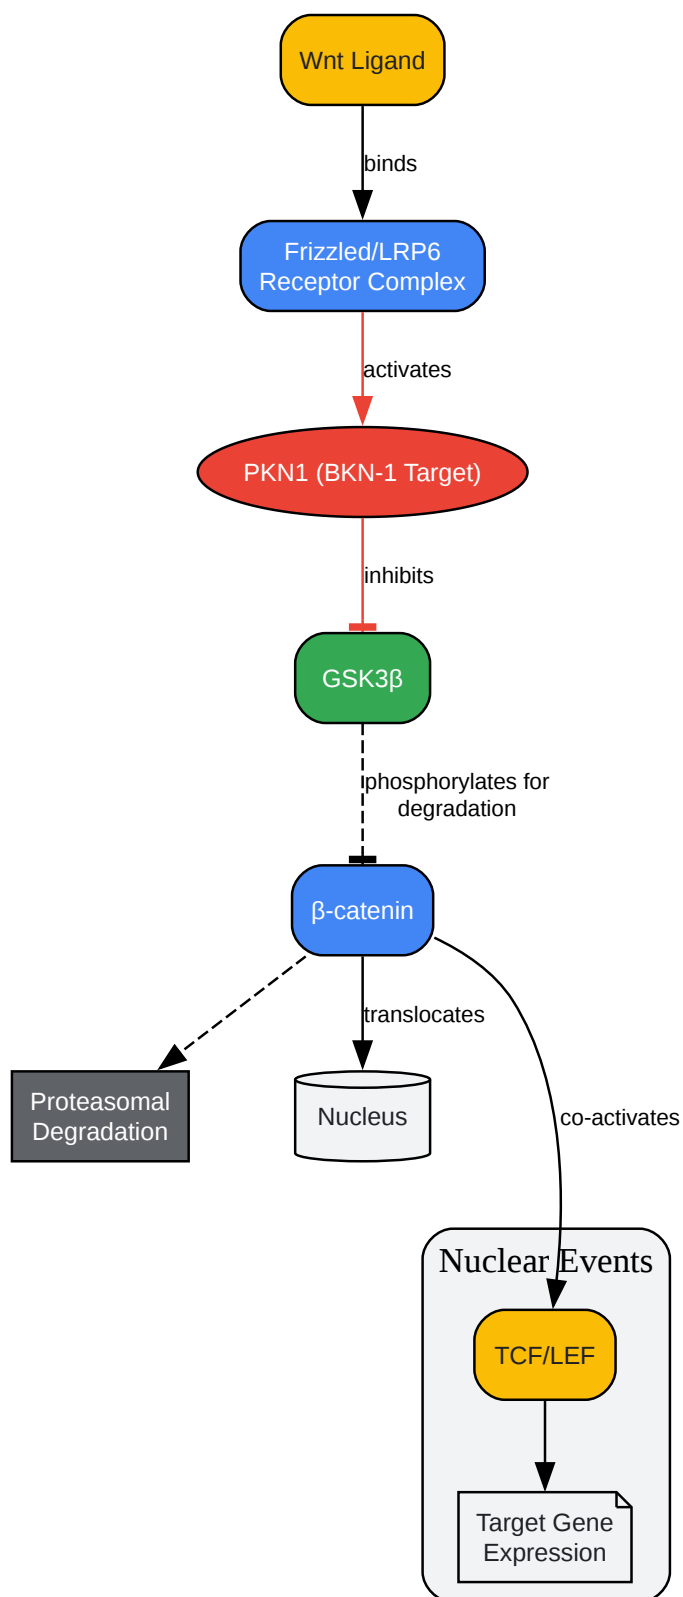 Wnt Ligand
binds
Frizzled/LRP6
Receptor Complex
activates
PKN1 (BKN-1 Target)
inhibits
GSK3β
phosphorylates for
degradation
β-catenin
translocates
Proteasomal
Degradation
Nucleus
co-activates
Nuclear Events
TCF/LEF
Target Gene
Expression